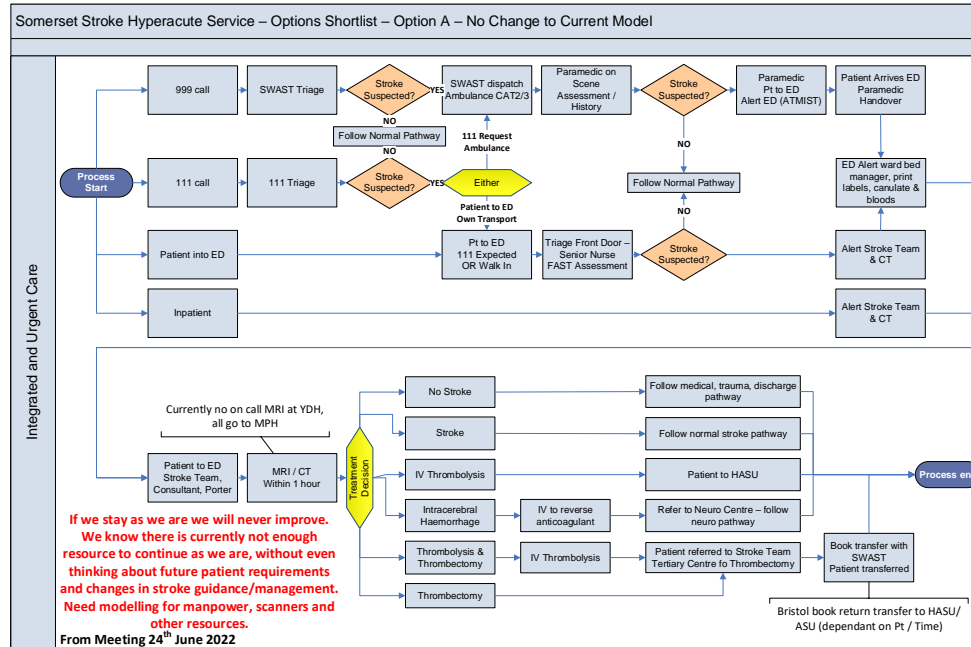 Somerset Stroke Hyperacute Service – Options Shortlist – Option A – No Change to Current Model
Integrated and Urgent Care
Process
Start
999 call
SWAST Triage
Stroke
Suspected?
YES
SWAST dispatch
Ambulance CAT2/3
Paramedic on
Scene
Assessment /
History
Stroke
Suspected?
Paramedic
Pt to ED
Alert ED (ATMIST)
Patient Arrives ED
Paramedic
Handover
NO
Follow Normal Pathway
NO
111 Request
Ambulance
NO
111 call
111 Triage
Stroke
Suspected?
YES
Either
Follow Normal Pathway
ED Alert ward bed
manager, print
labels, canulate &
bloods
Patient to ED
Own Transport
NO
Patient into ED
Pt to ED
111 Expected
OR Walk In
Triage Front Door –
Senior Nurse
FAST Assessment
Stroke
Suspected?
Alert Stroke Team
& CT
Inpatient
Alert Stroke Team
& CT
Currently no on call MRI at YDH,
all go to MPH
Patient to ED
Stroke Team,
Consultant, Porter
MRI / CT
Within 1 hour
Treatment
Decision
No Stroke
Follow medical, trauma, discharge
pathway
Stroke
Follow normal stroke pathway
IV Thrombolysis
Patient to HASU
Process en
Intracerebral
Haemorrhage
IV to reverse
anticoagulant
Refer to Neuro Centre – follow
neuro pathway
Thrombolysis &
Thrombectomy
IV Thrombolysis
Patient referred to Stroke Team
Tertiary Centre fo Thrombectomy
Book transfer with
SWAST
Patient transferred
Thrombectomy
Bristol book return transfer to HASU/
ASU (dependant on Pt / Time)
If we stay as we are we will never improve.
We know there is currently not enough
resource to continue as we are, without even
thinking about future patient requirements
and changes in stroke guidance/management.
Need modelling for manpower, scanners and
other resources.
From Meeting 24th June 2022